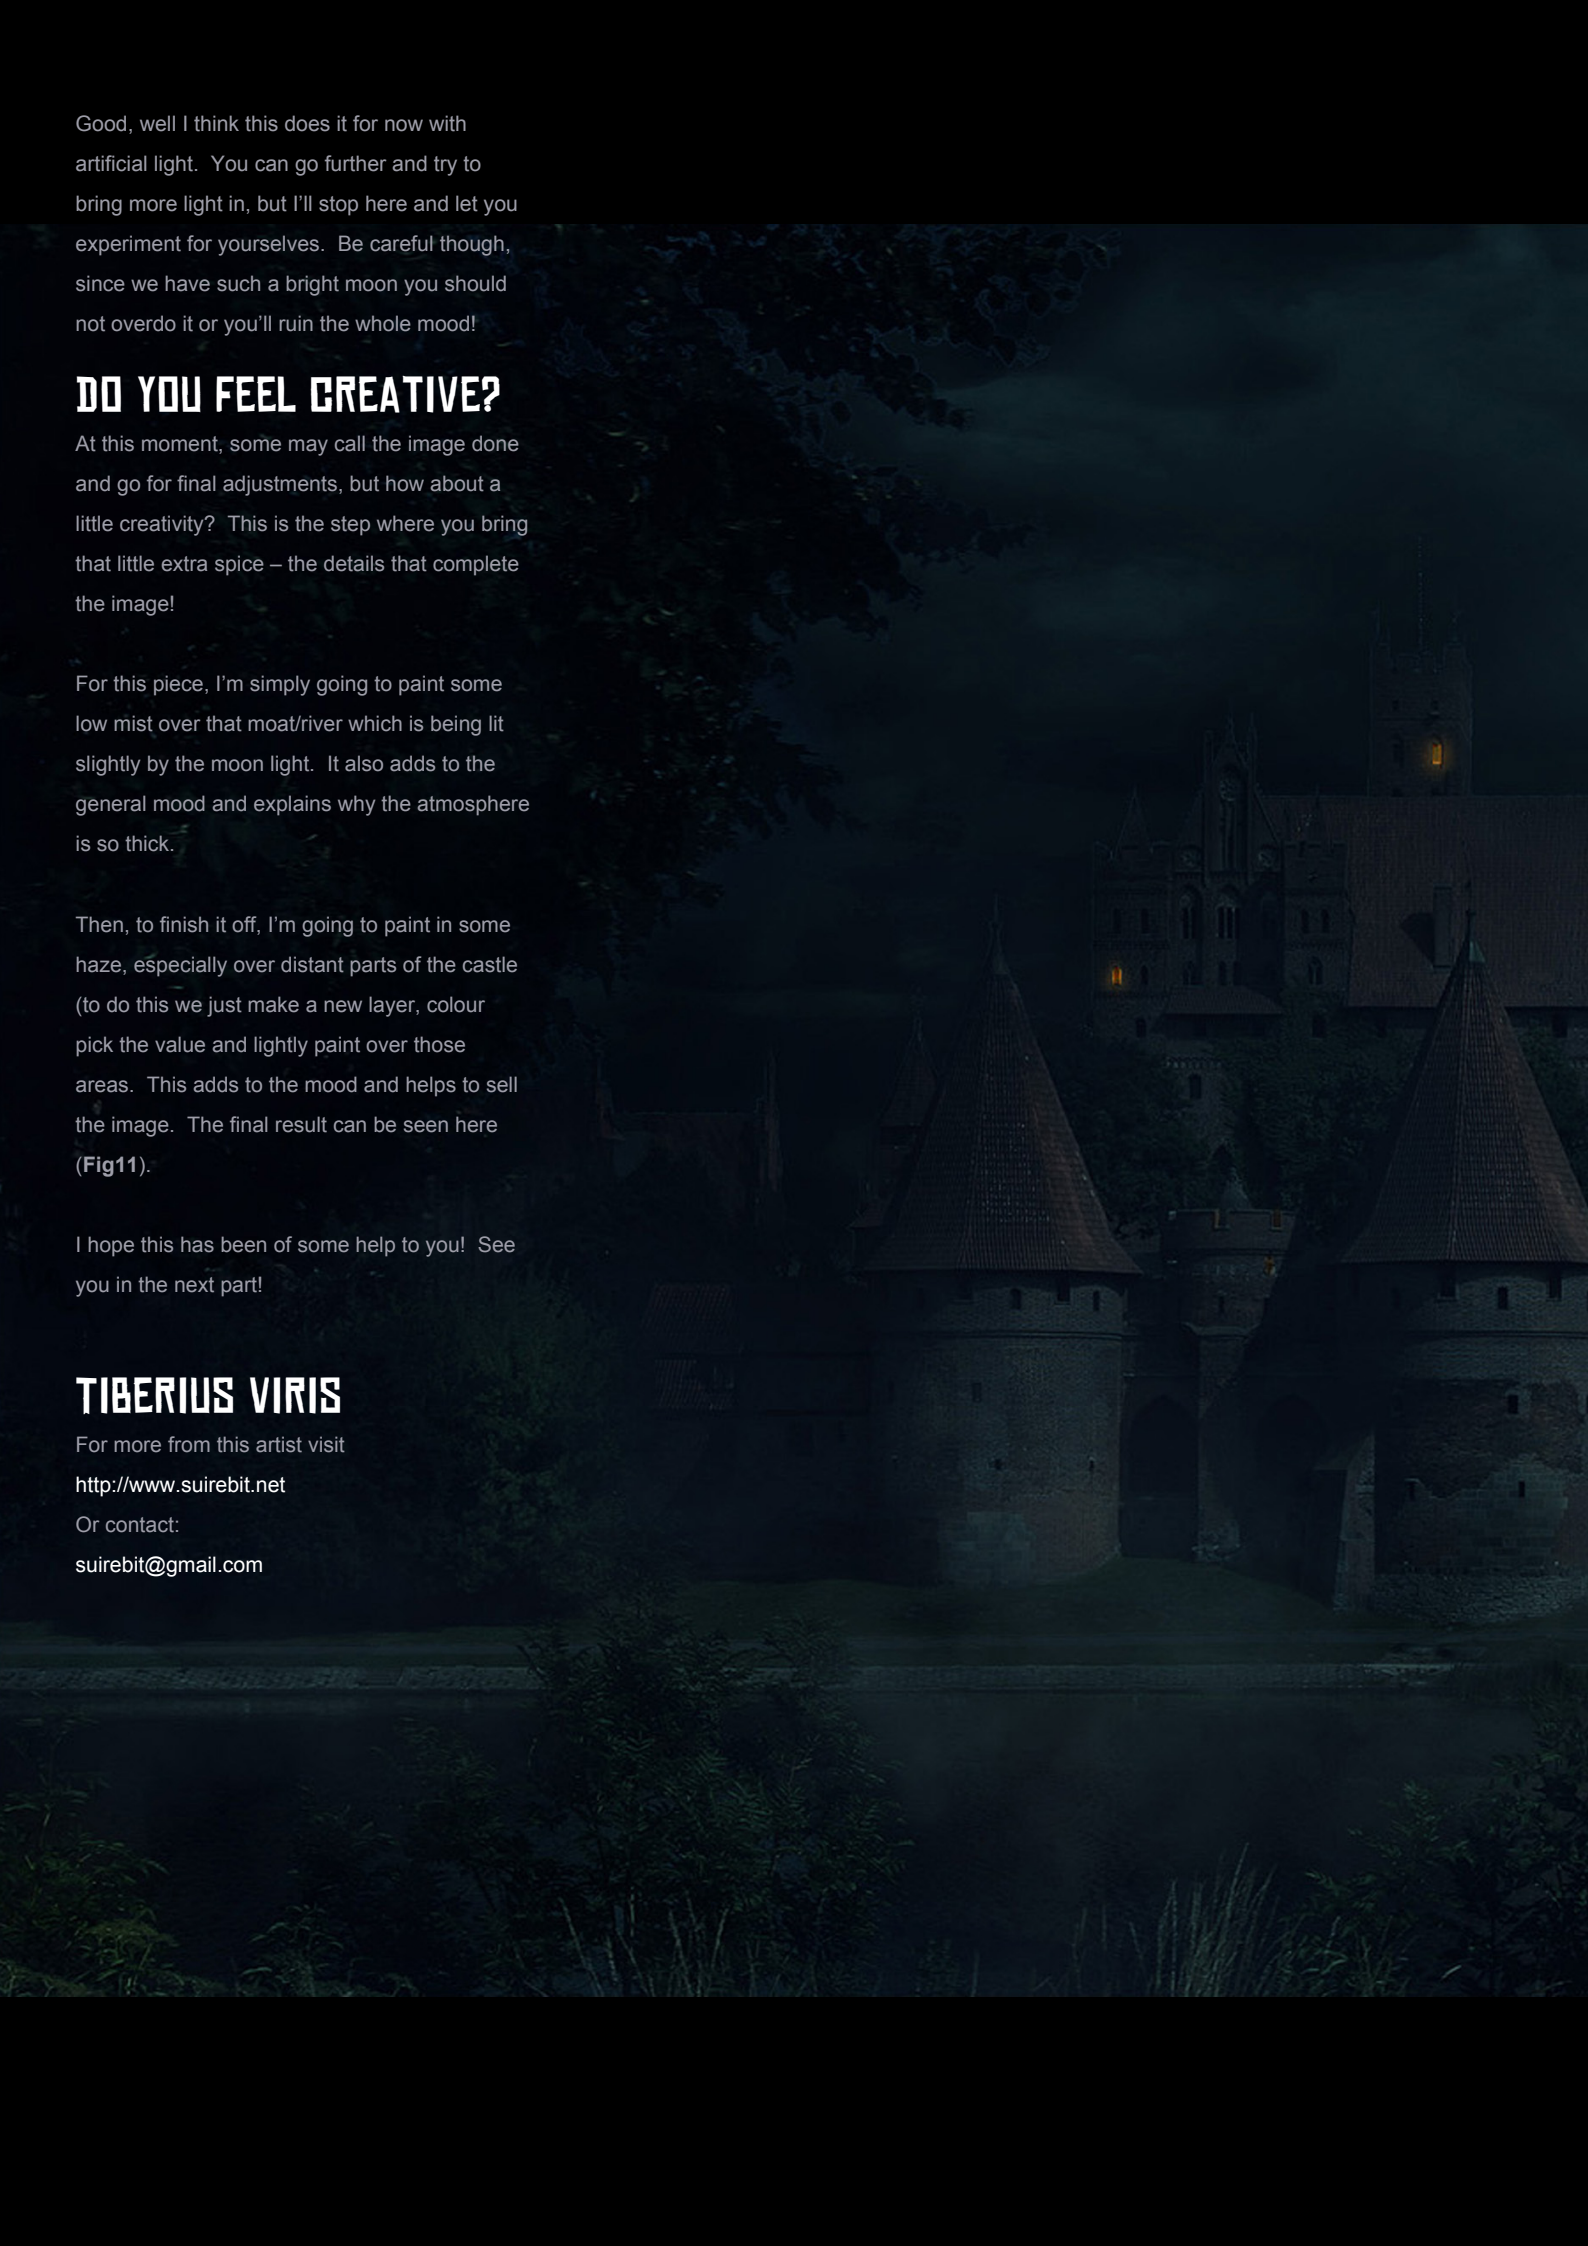 Good, well I think this does it for now with
artificial light.  You can go further and try to
bring more light in, but I’ll stop here and let you
experiment for yourselves.  Be careful though,
since we have such a bright moon you should
not overdo it or you’ll ruin the whole mood!
DO YOU FEEL CREATIVE?
At this moment, some may call the image done
and go for final adjustments, but how about a
little creativity?  This is the step where you bring
that little extra spice – the details that complete
the image!
For this piece, I’m simply going to paint some
low mist over that moat/river which is being lit
slightly by the moon light.  It also adds to the
general mood and explains why the atmosphere
is so thick.
Then, to finish it off, I’m going to paint in some
haze, especially over distant parts of the castle
(to do this we just make a new layer, colour
pick the value and lightly paint over those
areas.  This adds to the mood and helps to sell
the image.  The final result can be seen here
(Fig11).
I hope this has been of some help to you!  See
you in the next part!
TIBERIUS VIRIS
For more from this artist visit
http://www.suirebit.net
Or contact:
suirebit@gmail.com